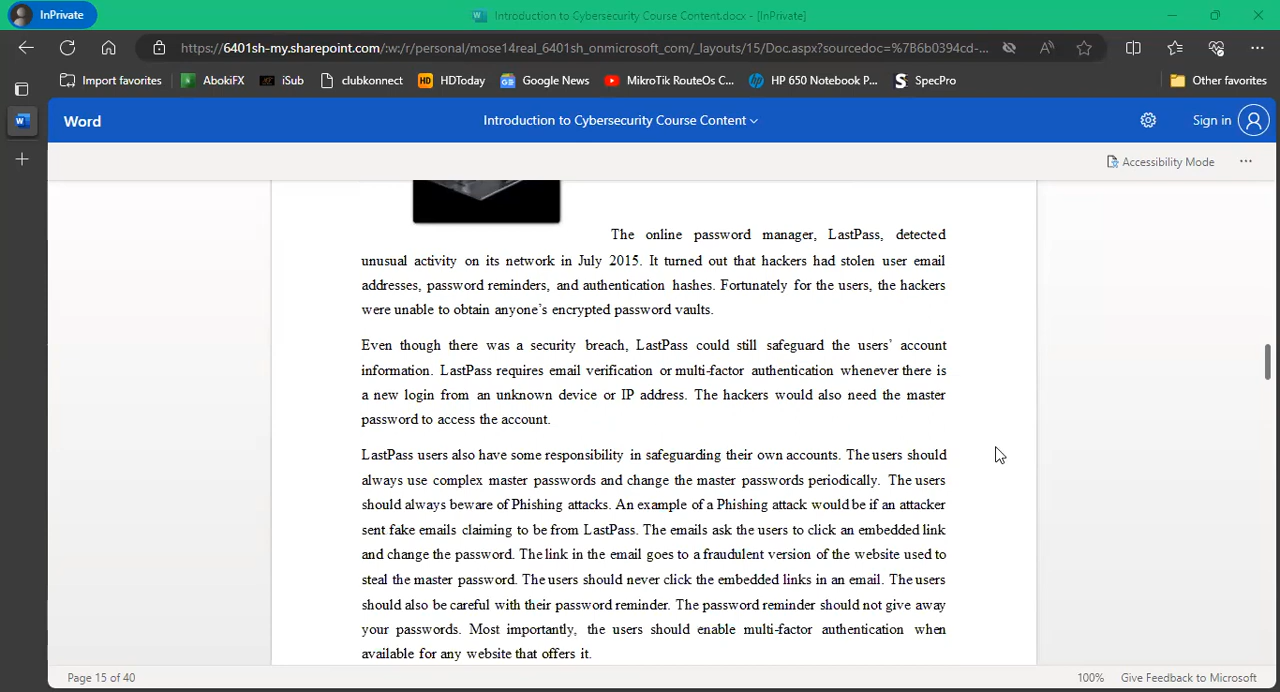 InPrivate
Introduction to Cybersecurity Course Content.docx - [InPrivate]
https://6401sh-my.sharepoint.com/:w:/r/personal/mose14real_6401sh_onmicrosoft_com/_layouts/15/Doc.aspx?sourcedoc=%7B6b0394cd-...
Import favorites
AbokiFX
iSub
clubkonnect
HD HDToday
Google News
MikroTik RouteOs C...
HP 650 Notebook P...
SpecPro
Other favorites
Word
Introduction to Cybersecurity Course Content
Sign in
Accessibility Mode
The online password manager, LastPass, detected
unusual activity on its network in July 2015. It turned out that hackers had stolen user email
addresses, password reminders, and authentication hashes. Fortunately for the users, the hackers
were unable to obtain anyone’s encrypted password vaults.
Even though there was a security breach, LastPass could still safeguard the users’ account
information. LastPass requires email verification or multi-factor authentication whenever there is
a new login from an unknown device or IP address. The hackers would also need the master
password to access the account.
LastPass users also have some responsibility in safeguarding their own accounts. The users should
always use complex master passwords and change the master passwords periodically. The users
should always beware of Phishing attacks. An example of a Phishing attack would be if an attacker
sent fake emails claiming to be from LastPass. The emails ask the users to click an embedded link
and change the password. The link in the email goes to a fraudulent version of the website used to
steal the master password. The users should never click the embedded links in an email. The users
should also be careful with their password reminder. The password reminder should not give away
your passwords. Most importantly, the users should enable multi-factor authentication when
available for any website that offers it.
Page 15 of 40
100%
Give Feedback to Microsoft